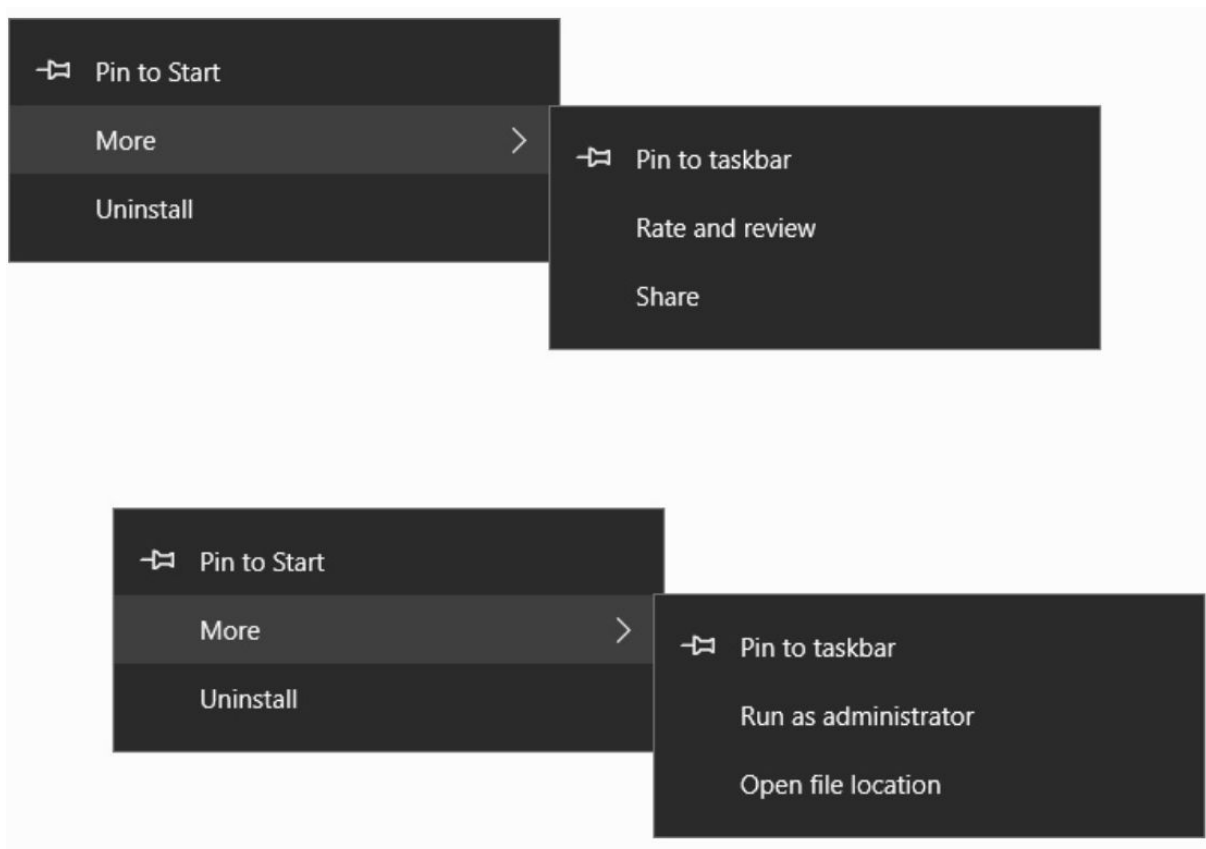 Pin to Start
More
Uninstall
Pin to taskbar
Rate and review
Share
Pin to Start
More
Uninstall
Pin to taskbar
Run as administrator
Open file location